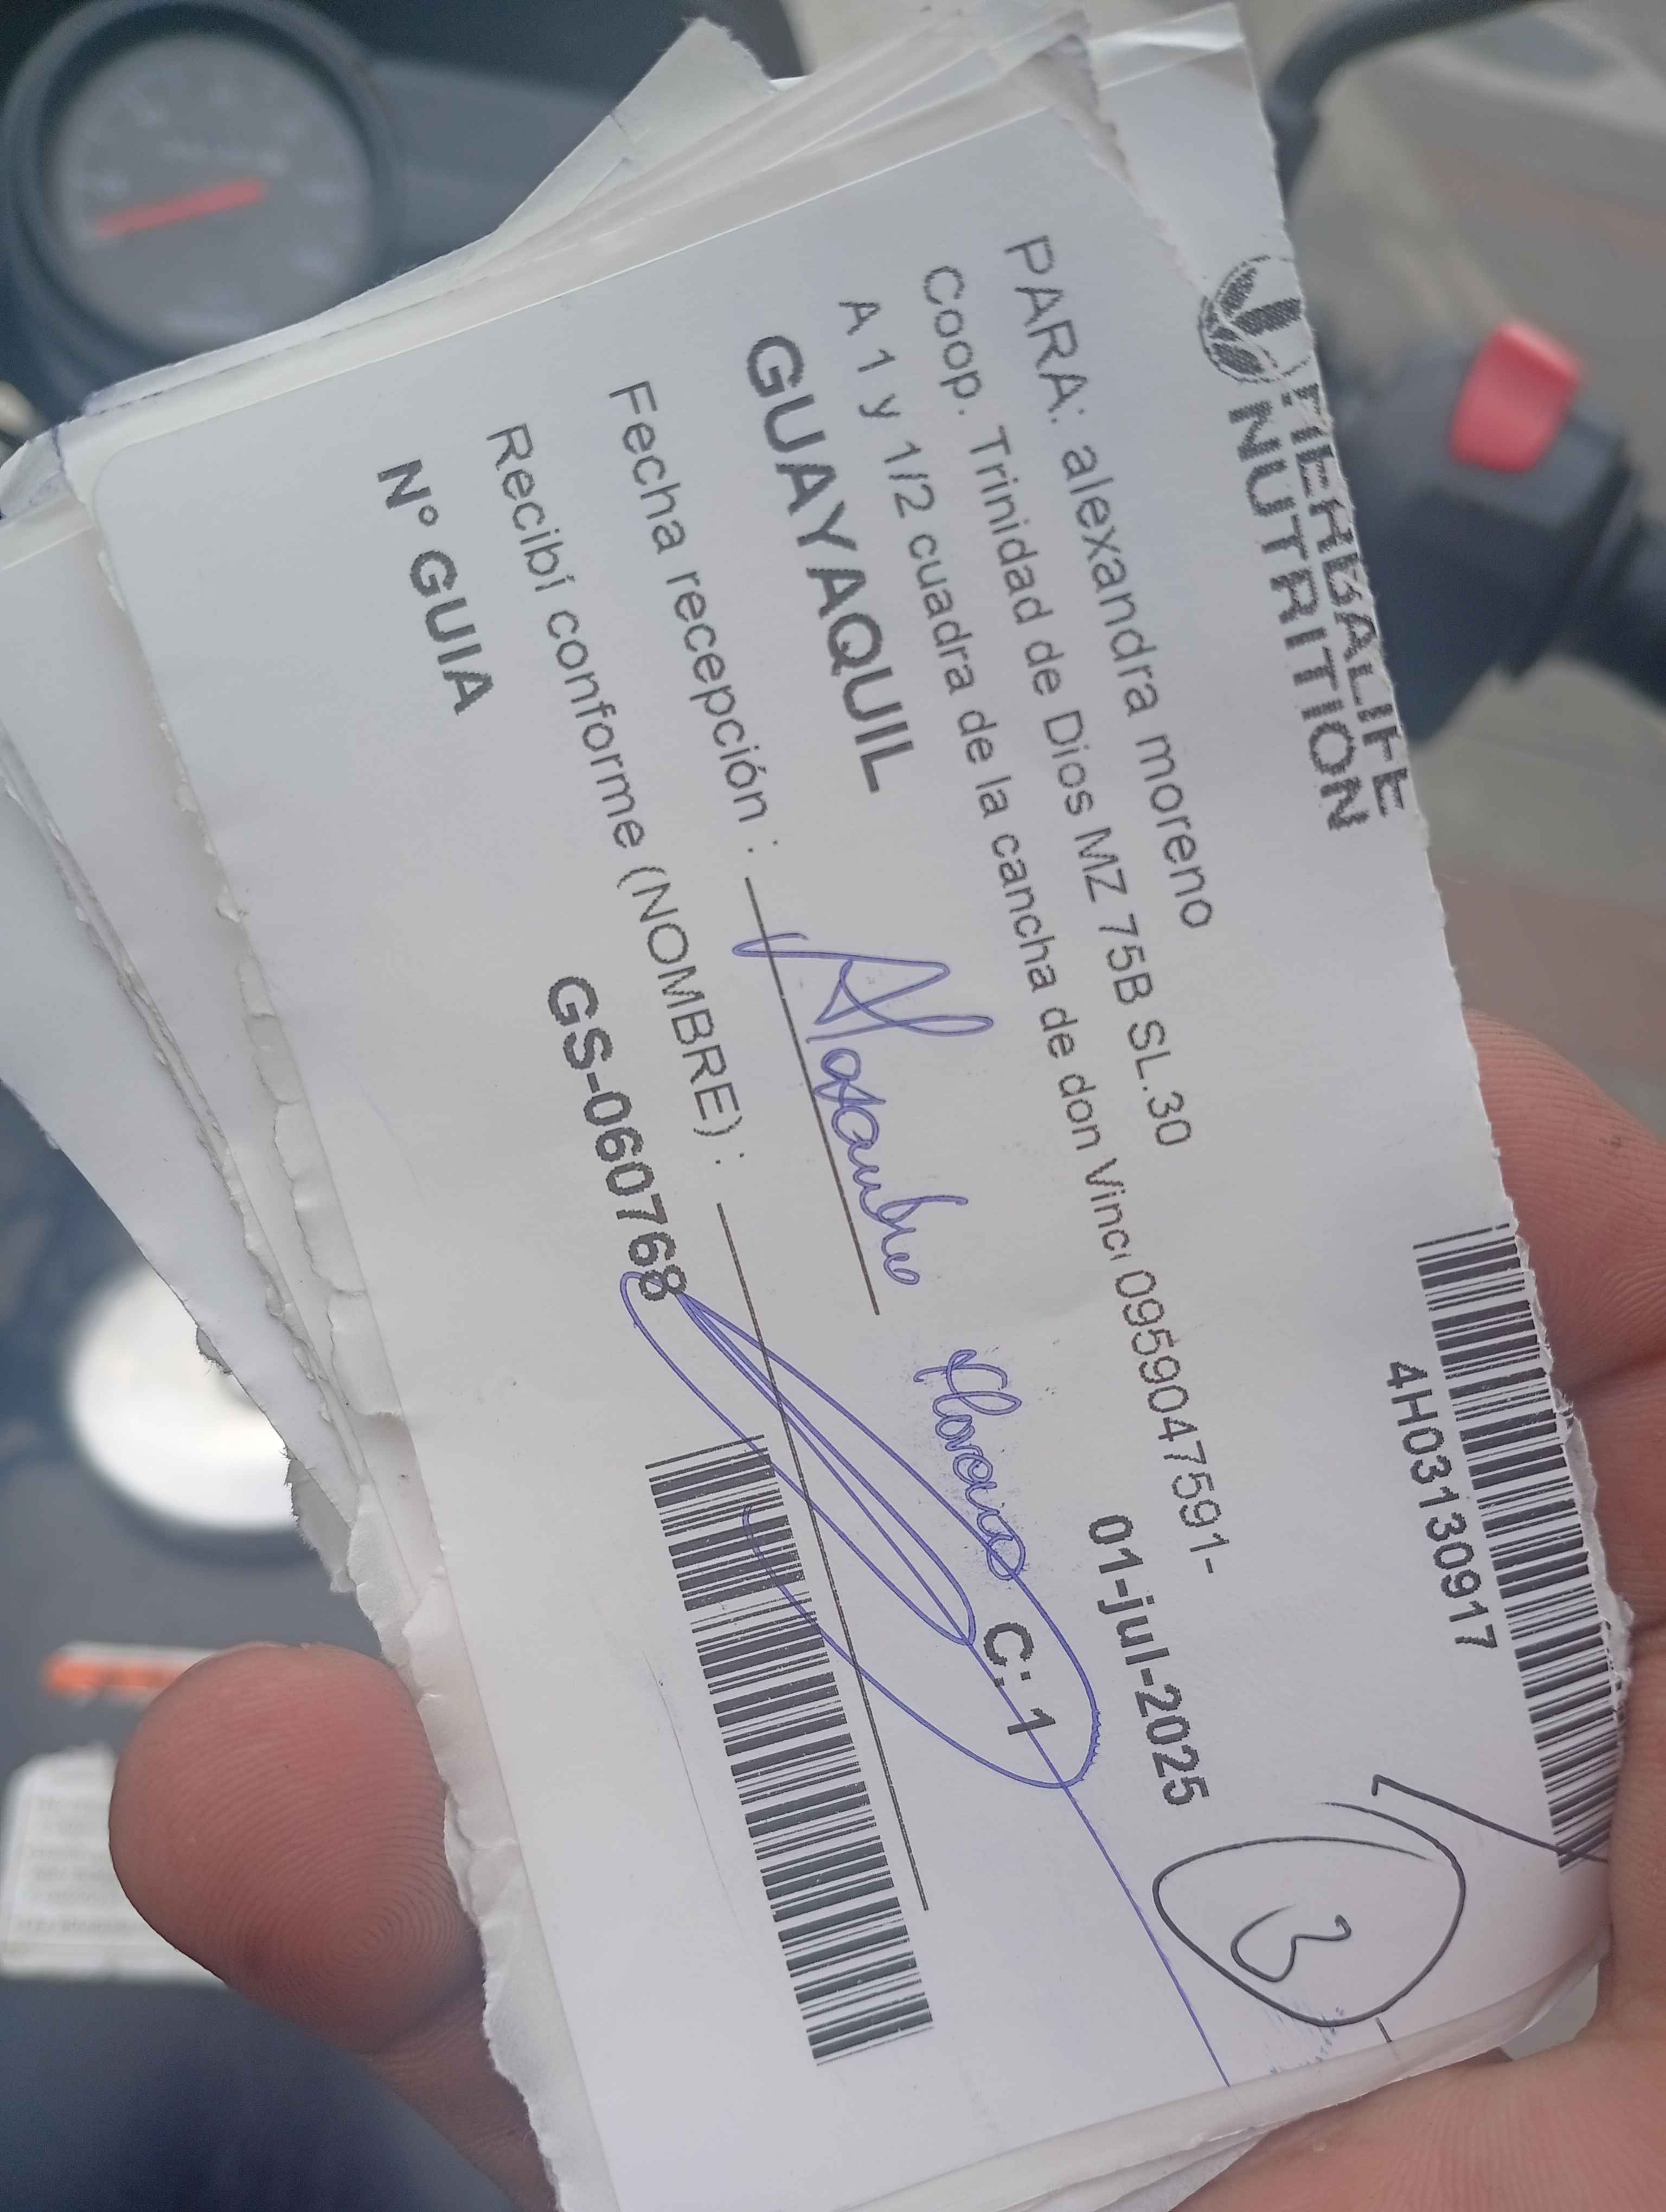 HERBALIFE
NUTRITION
4H03130917
PARA: alexandra moreno
Coop. Trinidad de Dios MZ 75B SL.30
A 1 y 1/2 cuadra de la cancha de don Vinci 0959047591-
GUAYAQUIL
01-jul-2025
3
Fecha recepción :
C: 1
Recibí conforme (NOMBRE) :
N° GUIA
GS-060768